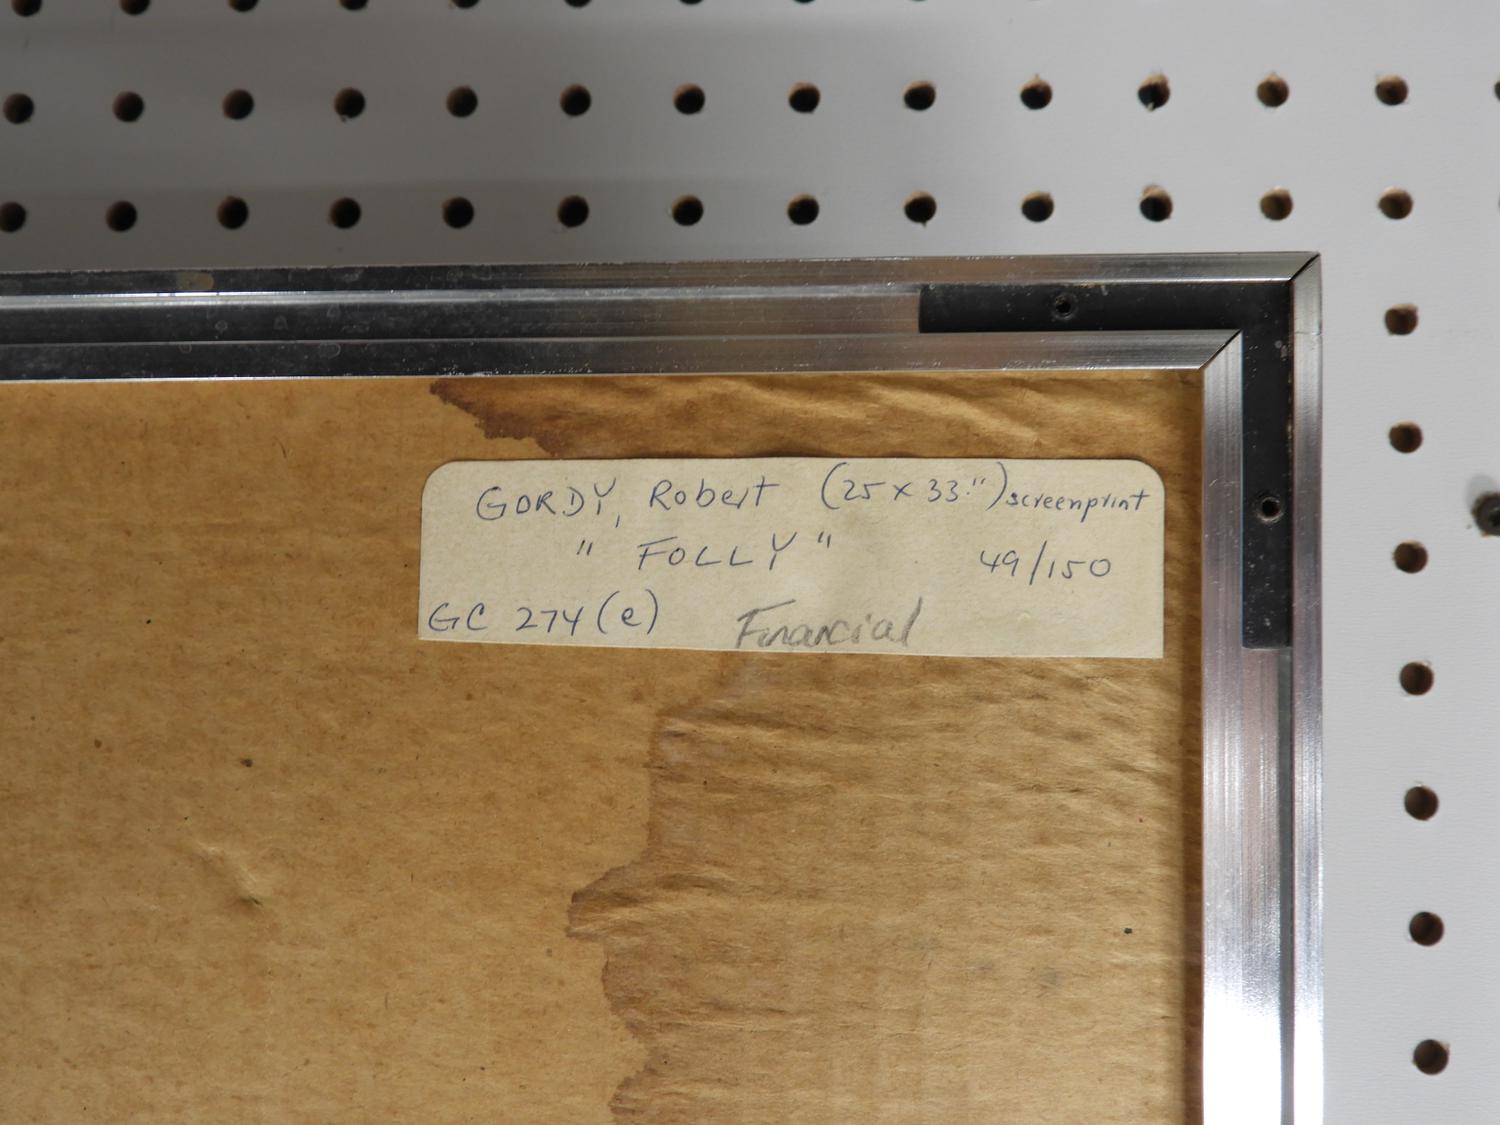 GORDY, Robert (25 x 33") screenprint
" FOLLY " 49/150
GC 274 (e) Financial